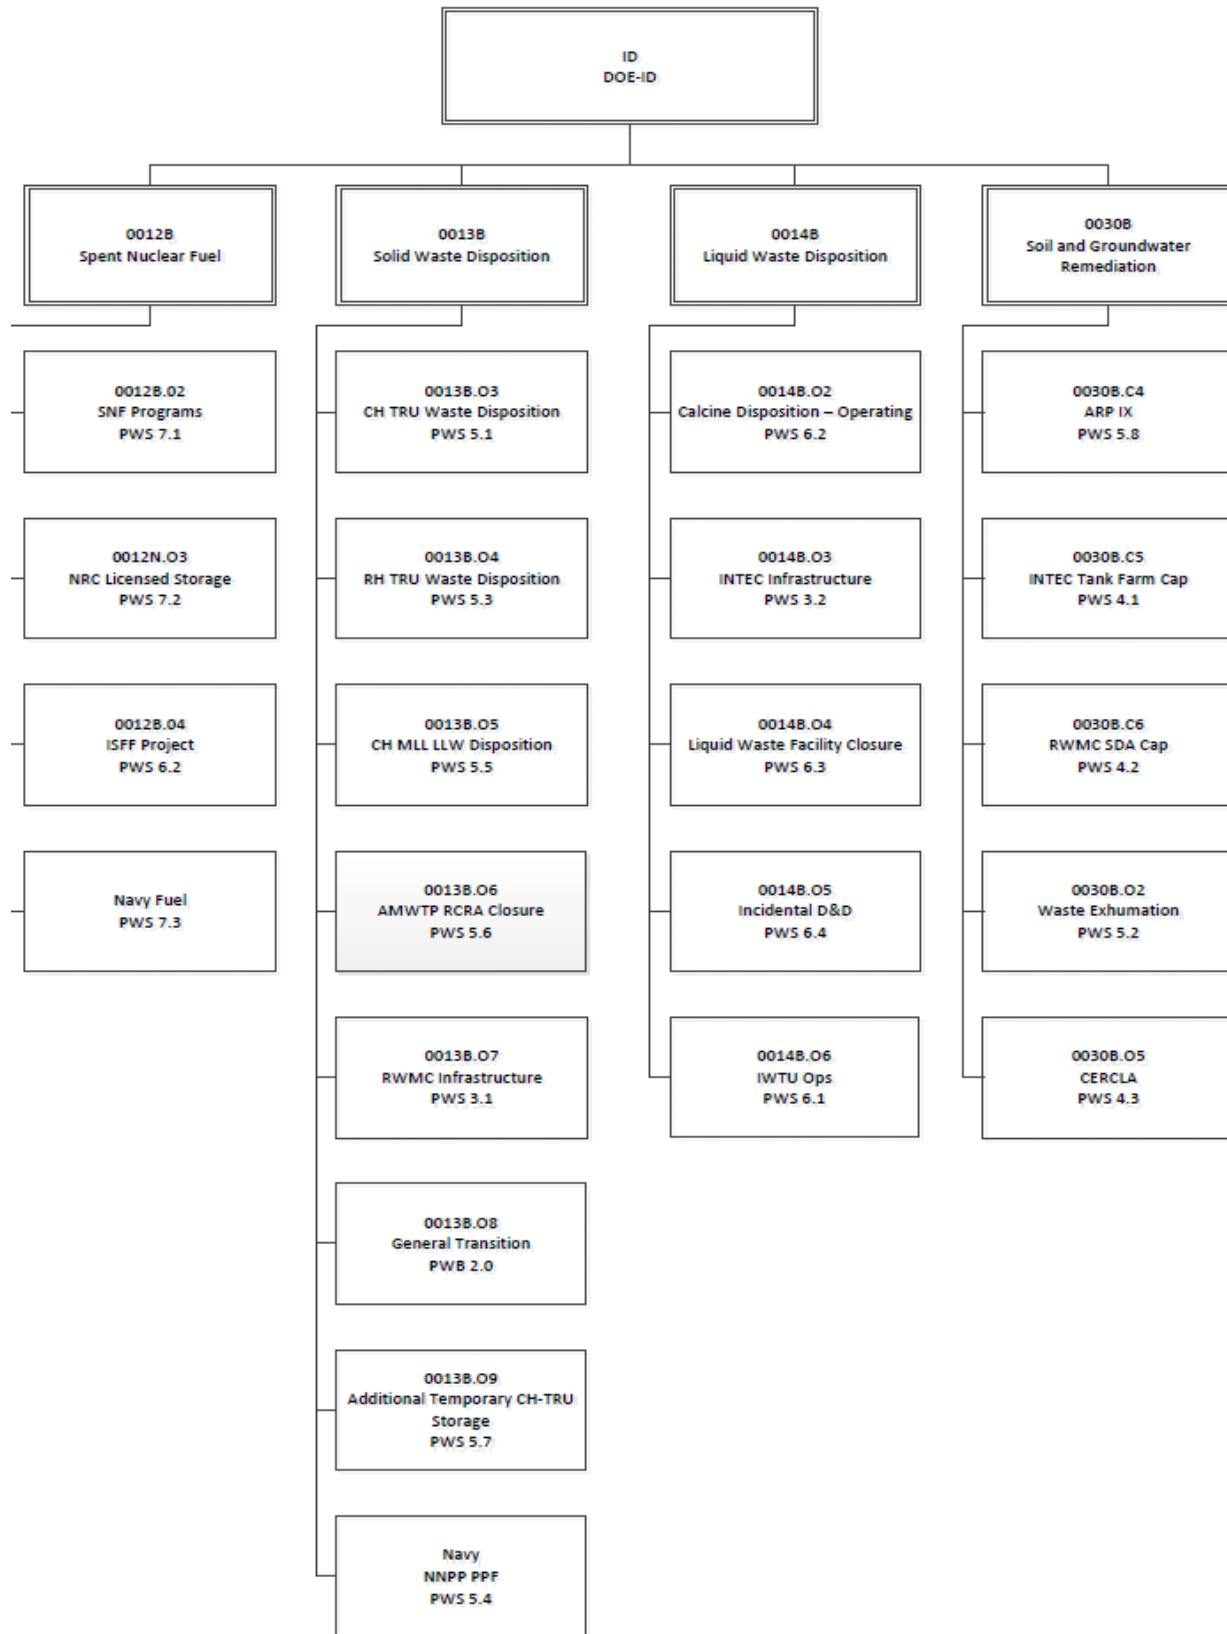 ID
DOE-ID
0012B
Spent Nuclear Fuel
0013B
Solid Waste Disposition
0014B
Liquid Waste Disposition
0030B
Soil and Groundwater
Remediation
0012B.02
SNF Programs
PWS 7.1
0012N.O3
NRC Licensed Storage
PWS 7.2
0012B.04
ISFF Project
PWS 6.2
Navy Fuel
PWS 7.3
0013B.O3
CH TRU Waste Disposition
PWS 5.1
0013B.O4
RH TRU Waste Disposition
PWS 5.3
0013B.O5
CH MLL LLW Disposition
PWS 5.5
0013B.O6
AMWTP RCRA Closure
PWS 5.6
0013B.O7
RWMC Infrastructure
PWS 3.1
0013B.O8
General Transition
PWB 2.0
0013B.O9
Additional Temporary CH-TRU
Storage
PWS 5.7
Navy
NNPP PPF
PWS 5.4
0014B.O2
Calcine Disposition – Operating
PWS 6.2
0014B.O3
INTEC Infrastructure
PWS 3.2
0014B.O4
Liquid Waste Facility Closure
PWS 6.3
0014B.O5
Incidental D&D
PWS 6.4
0014B.O6
IWTU Ops
PWS 6.1
0030B.C4
ARP IX
PWS 5.8
0030B.C5
INTEC Tank Farm Cap
PWS 4.1
0030B.C6
RWMC SDA Cap
PWS 4.2
0030B.O2
Waste Exhumation
PWS 5.2
0030B.O5
CERCLA
PWS 4.3